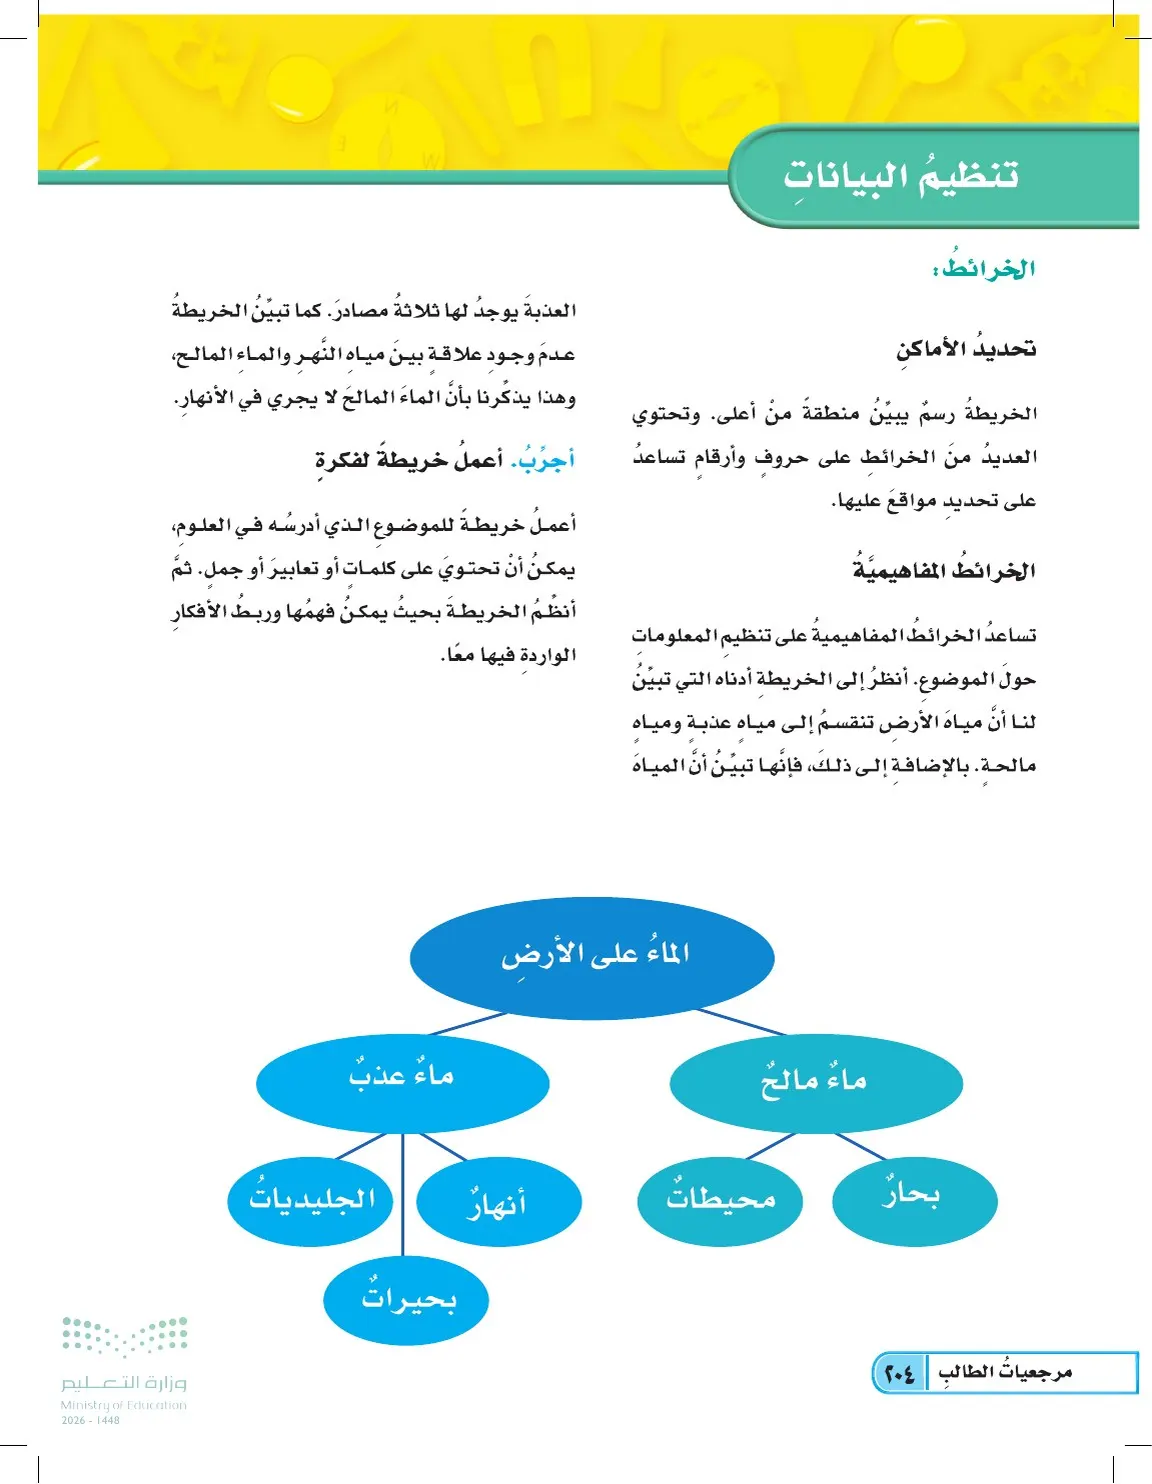 تنظيمُ البياناتِ
الخرائطُ:
تحديدُ الأماكنِ
الخريطةُ رسمٌ يبيِّنُ منطقةً منْ أعلى. وتحتوي
العديدُ منَ الخرائطِ على حروفٍ وأرقامٍ تساعدُ
على تحديدِ مواقعَ عليها.
الخرائطُ المفاهيميَّةُ
تساعدُ الخرائطُ المفاهيميةُ على تنظيمِ المعلوماتِ
حولَ الموضوعِ. أنظرُ إلى الخريطةِ أدناه التي تبيِّنُ
لنا أنَّ مياهَ الأرضِ تنقسمُ إلى مياهٍ عذبةٍ ومياهٍ
مالحةٍ. بالإضافةِ إلى ذلكَ، فإنَّها تبيِّنُ أنَّ المياهَ
العذبةَ يوجدُ لها ثلاثةُ مصادرَ. كما تبيِّنُ الخريطةُ
عدمَ وجودِ علاقةٍ بينَ مياهِ النَّهرِ والماءِ المالحِ،
وهذا يذكِّرنا بأنَّ الماءَ المالحَ لا يجري في الأنهارِ.
أجرِّبُ. أعملُ خريطةً لفكرةٍ
أعملُ خريطةً للموضوعِ الذي أدرسُه في العلومِ،
يمكنُ أنْ تحتويَ على كلماتٍ أو تعابيرَ أو جملٍ. ثمَّ
أنظِّمُ الخريطةَ بحيثُ يمكنُ فهمُها وربطُ الأفكارِ
الواردةِ فيها معًا.
الماءُ على الأرضِ
ماءٌ مالحٌ
ماءٌ عذبٌ
بحارٌ
محيطاتٌ
أنهارٌ
الجليدياتُ
بحيراتٌ
مرجعياتُ الطالبِ
٢٠٤
وزارة التعليم
Ministry of Education
2026 - 1448